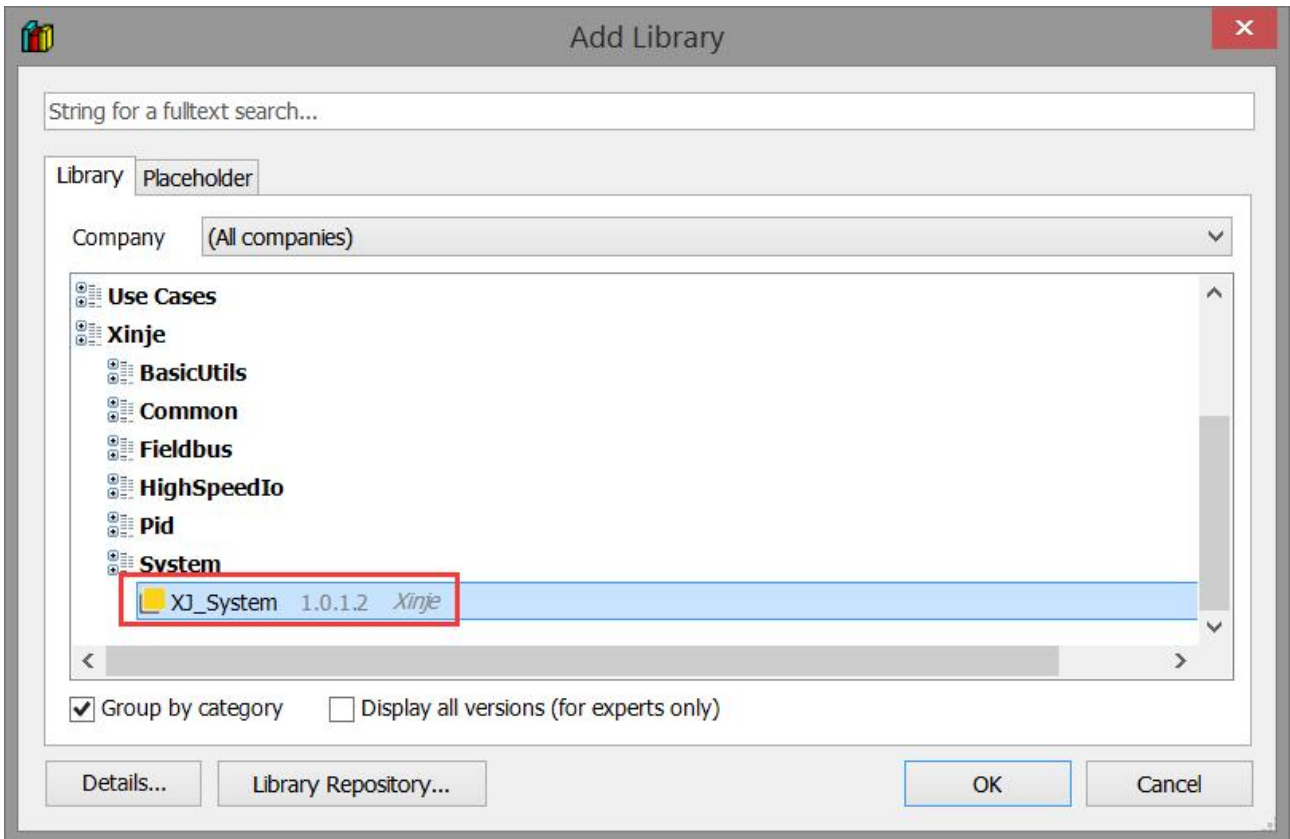 Add Library
String for a fulltext search...
Library Placeholder
Company (All companies)
Use Cases
Xinje
BasicUtils
Common
Fieldbus
HighSpeedIo
Pid
System
XJ_System 1.0.1.2 Xinje
Group by category Display all versions (for experts only)
Details... Library Repository... OK Cancel